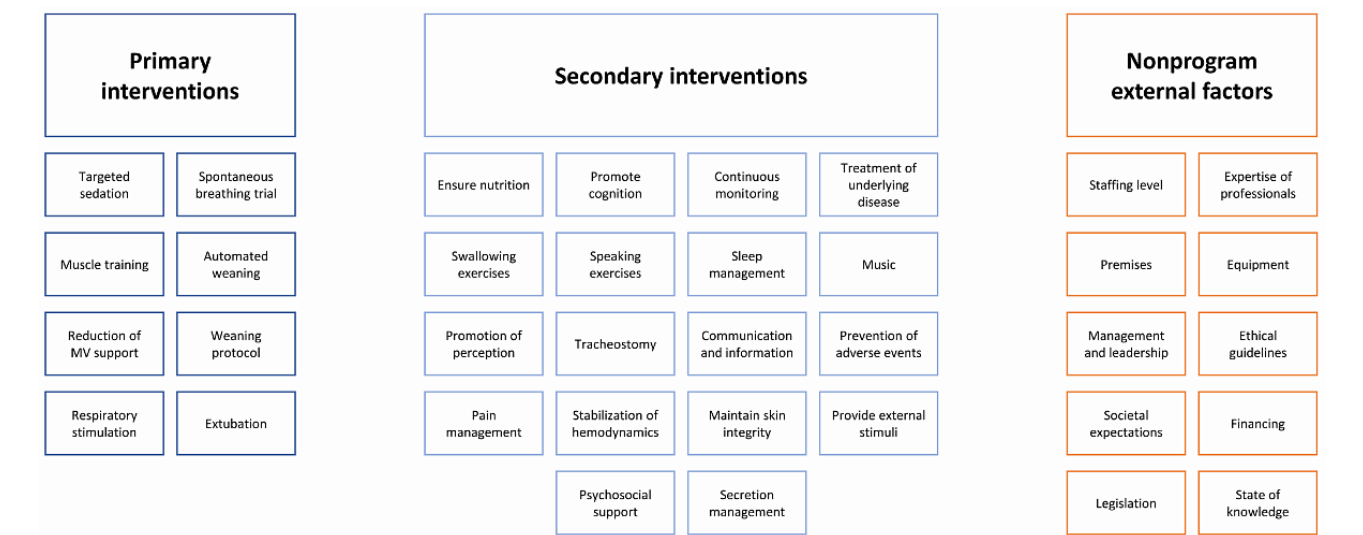 Primary
interventions
Targeted
sedation
Spontaneous
breathing trial
Muscle training
Automated
weaning
Reduction of
MV support
Weaning
protocol
Respiratory
stimulation
Extubation
Secondary interventions
Ensure nutrition
Promote
cognition
Continuous
monitoring
Treatment of
underlying
disease
Swallowing
exercises
Speaking
exercises
Sleep
management
Music
Promotion of
perception
Tracheostomy
Communication
and information
Prevention of
adverse events
Pain
management
Stabilization of
hemodynamics
Maintain skin
integrity
Provide external
stimuli
Psychosocial
support
Secretion
management
Nonprogram
external factors
Staffing level
Expertise of
professionals
Premises
Equipment
Management
and leadership
Ethical
guidelines
Societal
expectations
Financing
Legislation
State of
knowledge